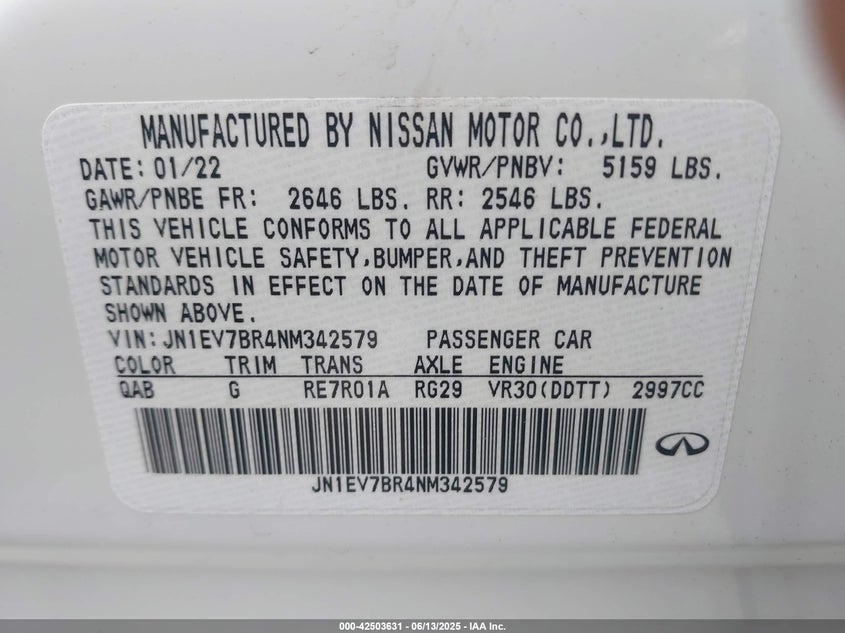 MANUFACTURED BY NISSAN MOTOR CO.,LTD.
DATE: 01/22 GVWR/PNBV: 5159 LBS.
GAWR/PNBE FR: 2646 LBS. RR: 2546 LBS.
THIS VEHICLE CONFORMS TO ALL APPLICABLE FEDERAL
MOTOR VEHICLE SAFETY,BUMPER,AND THEFT PREVENTION
STANDARDS IN EFFECT ON THE DATE OF MANUFACTURE
SHOWN ABOVE.
VIN: JN1EV7BR4NM342579 PASSENGER CAR
COLOR TRIM TRANS AXLE ENGINE
QAB G RE7R01A RG29 VR30(DDTT) 2997CC
JN1EV7BR4NM342579
000-42503631 - 06/13/2025 - IAA Inc.